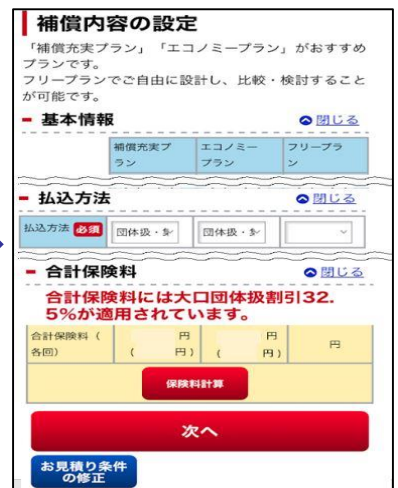 補償内容の設定
「補償充実プラン」「エコノミープラン」がおすすめ
プランです。
フリープランでご自由に設計し、比較・検討すること
が可能です。
基本情報 閉じる
補償充実プ エコノミー フリープラ
ラン プラン ン
払込方法 閉じる
払込方法 必須 団体扱・ 団体扱・
合計保険料 閉じる
合計保険料には大口団体扱割引32.
5%が適用されています。
合計保険料( 円 円 円
各回) ( 円) ( 円)
保険料計算
次へ
お見積り条件
の修正